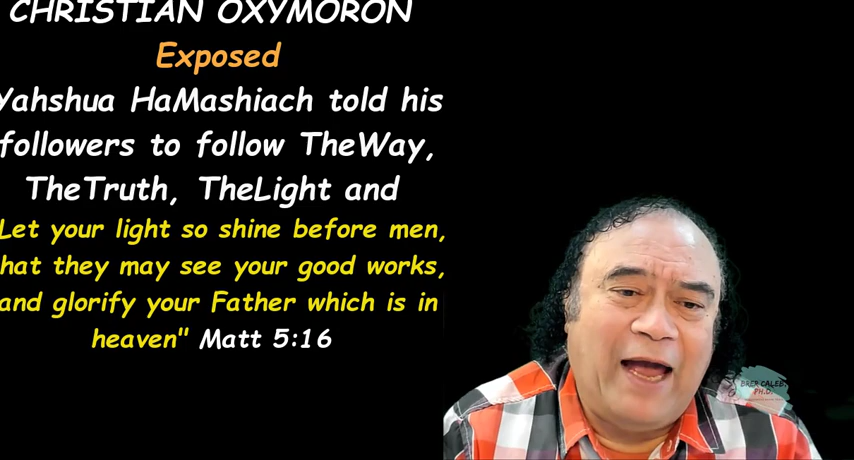 CHRISTIAN OXYMORON
Exposed
Yahshua HaMashiach told his
followers to follow TheWay,
TheTruth, TheLight and
Let your light so shine before men,
hat they may see your good works,
and glorify your Father which is in
heaven" Matt 5:16
BRER CALEB,
PH.D.